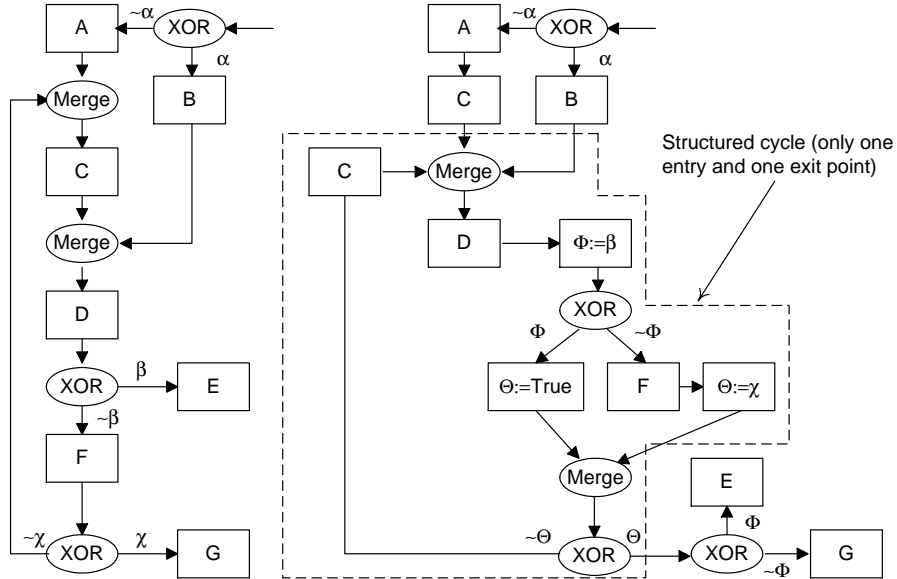 A
~α
XOR
α
Merge
B
C
Merge
D
XOR
β
E
~β
F
~χ
XOR
χ
G
A
~α
XOR
α
C
B
Structured cycle (only one
entry and one exit point)
C
Merge
D
Φ:=β
XOR
Φ
~Φ
Θ:=True
F
Θ:=χ
Merge
E
~Θ
XOR
Θ
Φ
XOR
~Φ
G